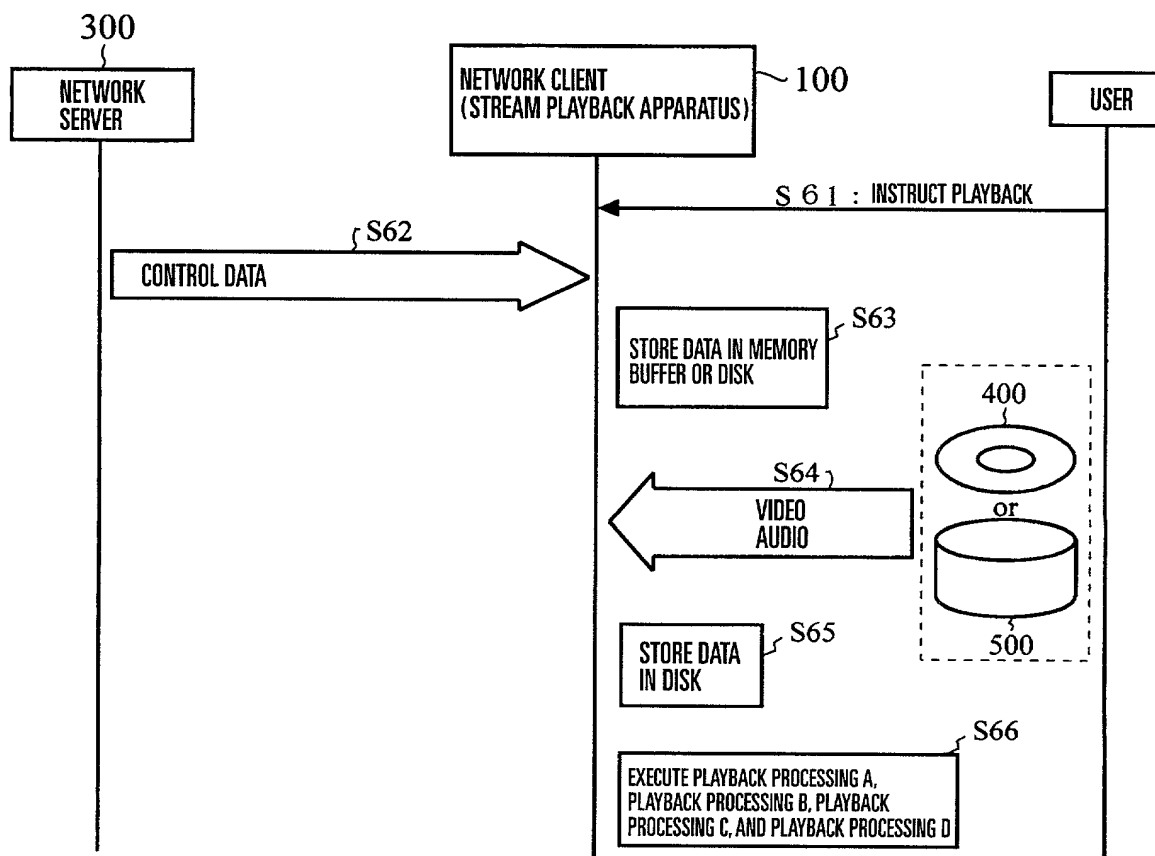 300
NETWORK
SERVER
NETWORK CLIENT
(STREAM PLAYBACK APPARATUS)
100
USER
S 6 1 : INSTRUCT PLAYBACK
S62
CONTROL DATA
S63
STORE DATA IN MEMORY
BUFFER OR DISK
400
or
500
S64
VIDEO
AUDIO
S65
STORE DATA
IN DISK
S66
EXECUTE PLAYBACK PROCESSING A,
PLAYBACK PROCESSING B, PLAYBACK
PROCESSING C, AND PLAYBACK PROCESSING D